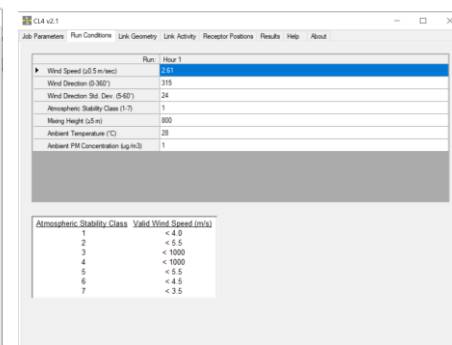 CL4 v2.1
Job Parameters Run Conditions Link Geometry Link Activity Receptor Positions Results Help About
Run: Hour 1
Wind Speed (≥0.5 m/sec) 2.61
Wind Direction (0-360°) 315
Wind Direction Std. Dev. (5-60°) 24
Atmospheric Stability Class (1-7) 1
Mixing Height (≥5 m) 800
Ambient Temperature (°C) 28
Ambient PM Concentration (ug/m3) 1
Atmospheric Stability Class Valid Wind Speed (m/s)
1 < 4.0
2 < 5.5
3 < 1000
4 < 1000
5 < 5.5
6 < 4.5
7 < 3.5